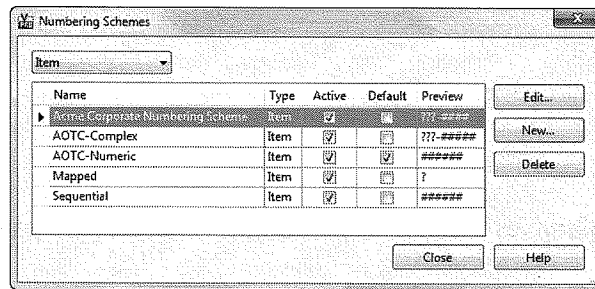 Numbering Schemes
Item
Name Type Active Default Preview
Acme Corporate Numbering Scheme Item ???-####
AOTC-Complex Item ???-#####
AOTC-Numeric Item ######
Mapped Item ?
Sequential Item ######
Edit...
New...
Delete
Close Help